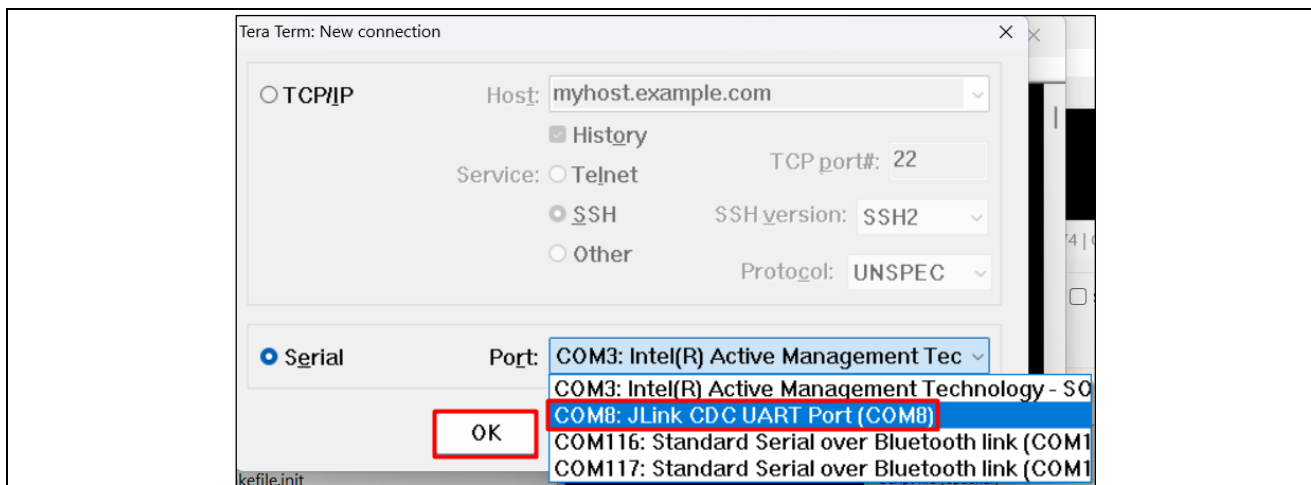 Tera Term: New connection
TCP/IP Host: myhost.example.com
History
Service: Telnet TCP port#: 22
SSH SSH version: SSH2
Other Protocol: UNSPEC
Serial Port: COM3: Intel(R) Active Management Tec
COM3: Intel(R) Active Management Technology - SO
COM8: JLink CDC UART Port (COM8)
OK
COM116: Standard Serial over Bluetooth link (COM1
COM117: Standard Serial over Bluetooth link (COM1
kefile.init